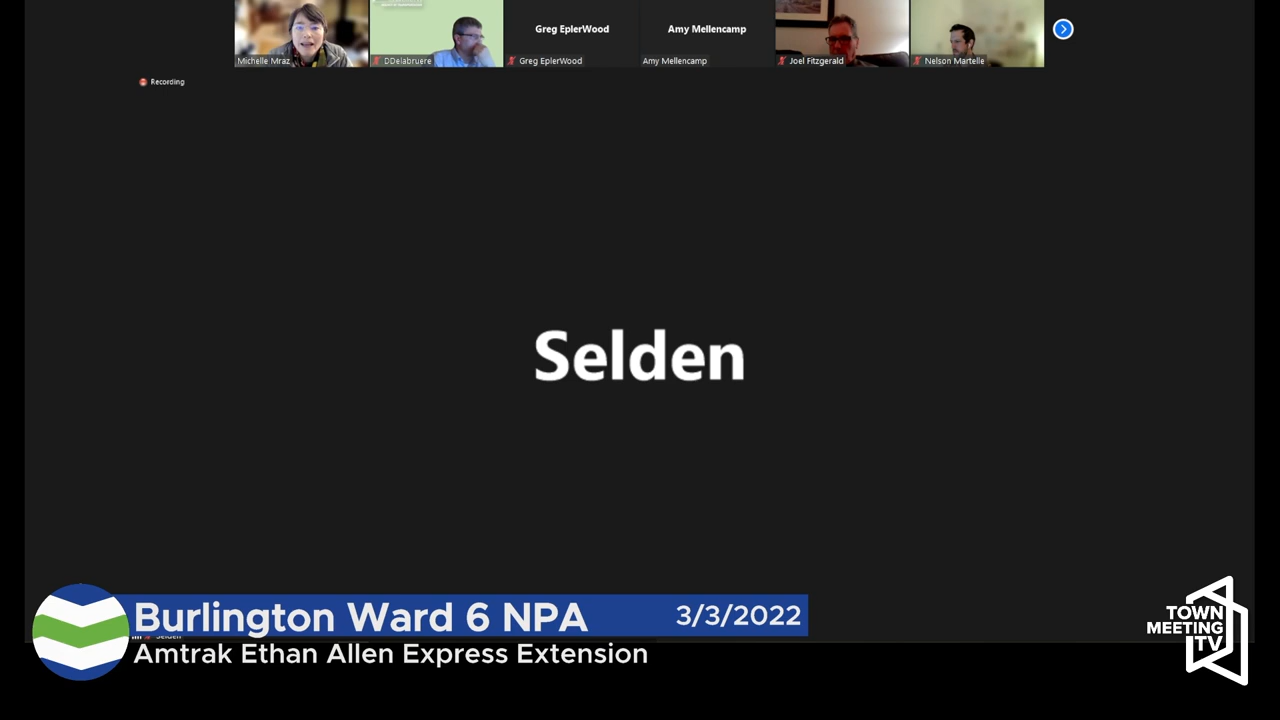 Greg EplerWood
Amy Mellencamp
Michelle Mraz
DDelabruere
Greg EplerWood
Amy Mellencamp
Joel Fitzgerald
Nelson Martelle
Recording
Selden
Burlington Ward 6 NPA
3/3/2022
Selden
Amtrak Ethan Allen Express Extension
TOWN
MEETING
TV